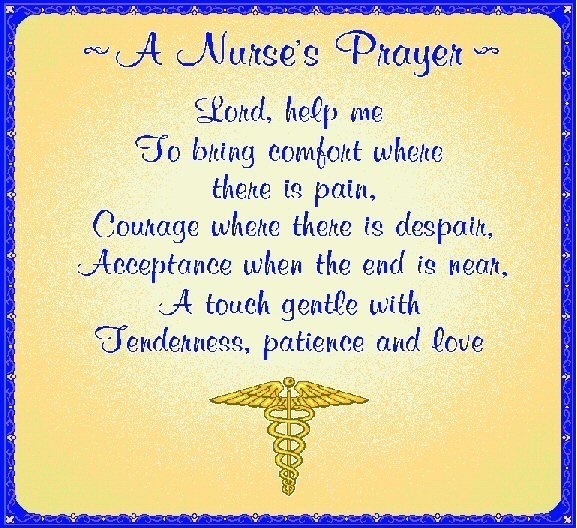 ~ A Nurse's Prayer ~
Lord, help me
To bring comfort where
there is pain,
Courage where there is despair,
Acceptance when the end is near,
A touch gentle with
Tenderness, patience and love